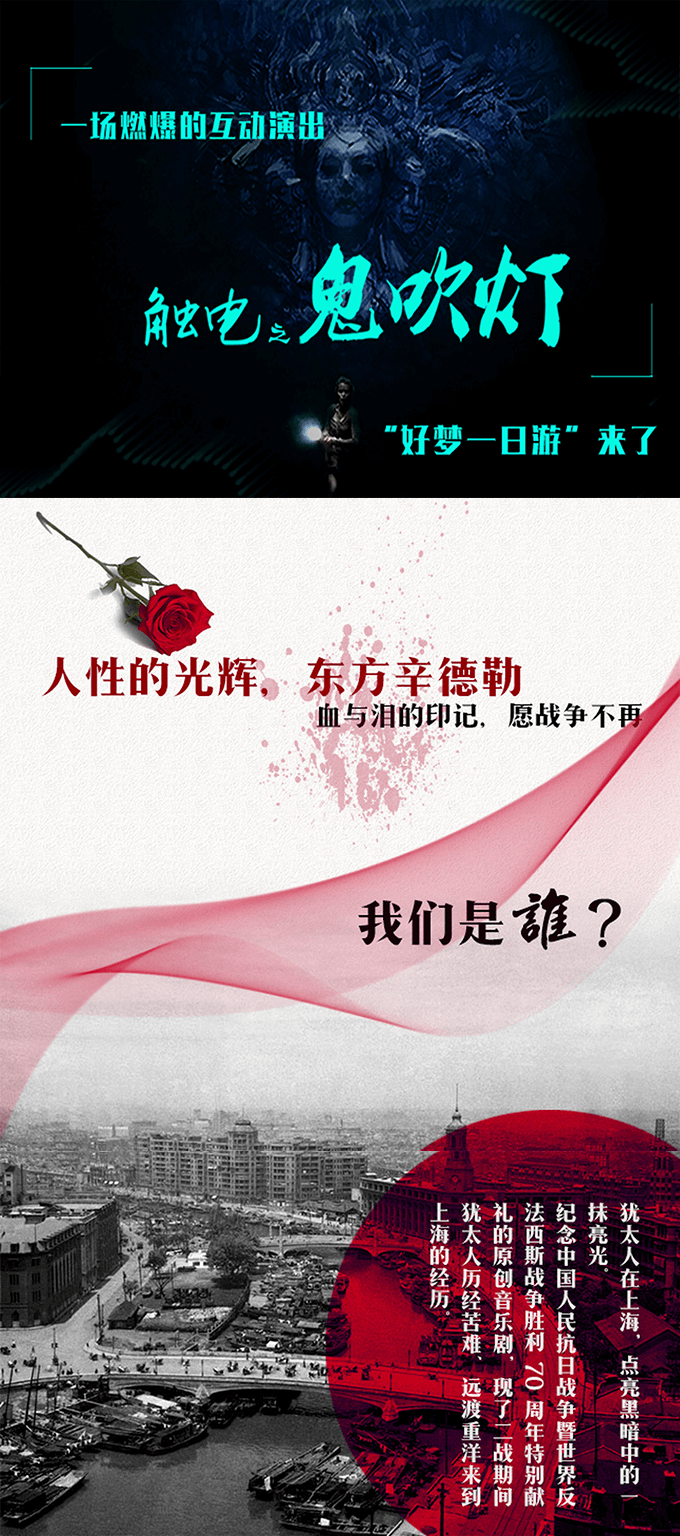 一场燃爆的互动演出
触电之鬼吹灯
“好梦一日游”来了
人性的光辉，东方辛德勒
血与泪的印记，愿战争不再
我们是誰？
犹太人在上海，点亮黑暗中的一
抹亮光。
纪念中国人民抗日战争暨世界反
法西斯战争胜利 70 周年特别献
礼的原创音乐剧，现了二战期间
犹太人历经苦难、远渡重洋来到
上海的经历。